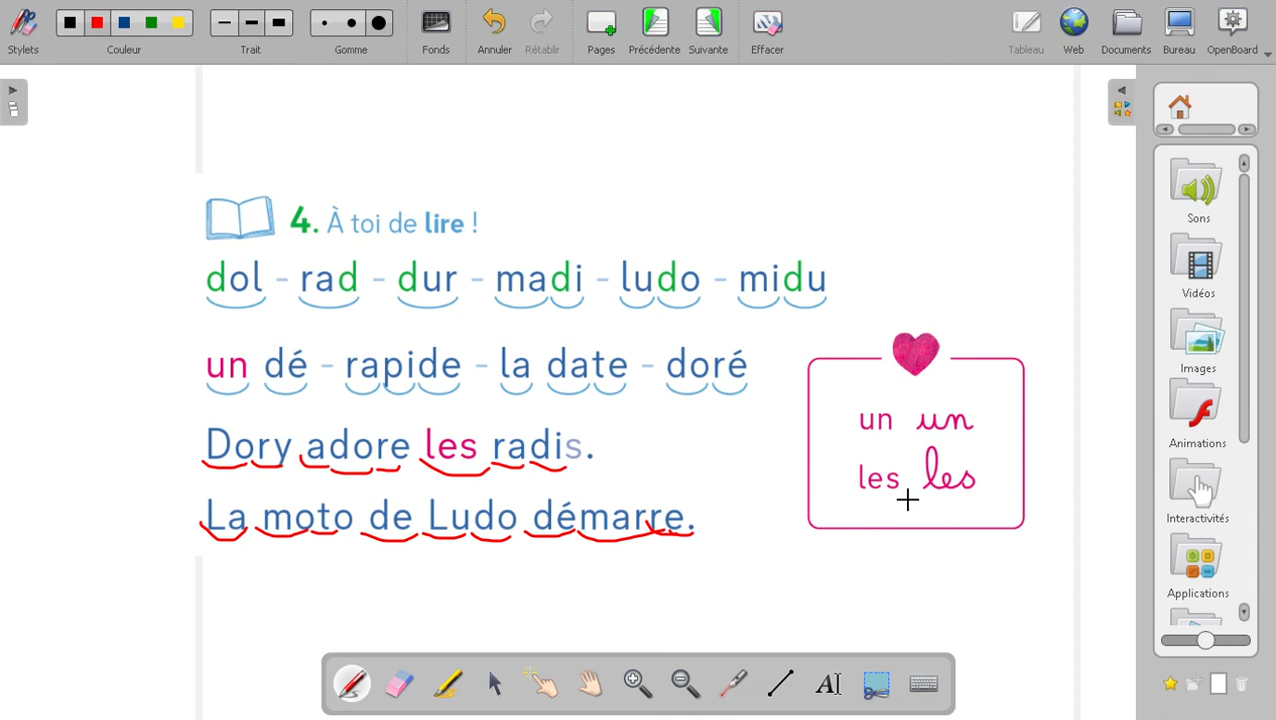 Stylets Couleur Trait Gomme Fonds Annuler Rétablir Pages Précédente Suivante Effacer Tableau Web Documents Bureau OpenBoard
4. À toi de lire !
dol - rad - dur - madi - ludo - midu
un dé - rapide - la date - doré
Dory adore les radis.
La moto de Ludo démarre.
un un
les les
Sons
Vidéos
Images
Animations
Interactivités
Applications